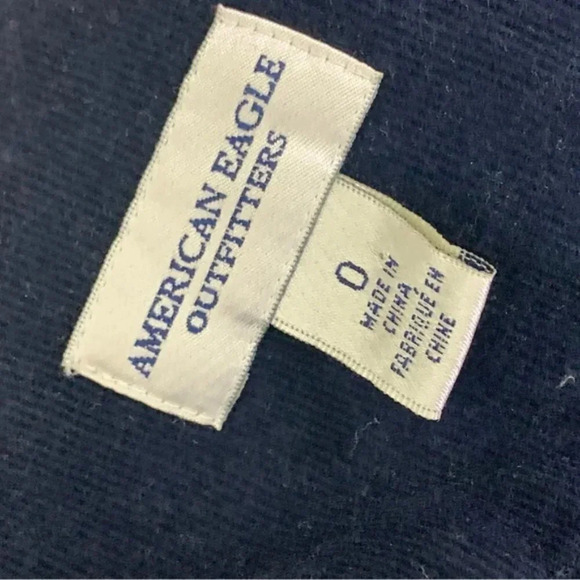 AMERICAN EAGLE
OUTFITTERS
0
MADE IN
CHINA
FABRIQUE EN
CHINE